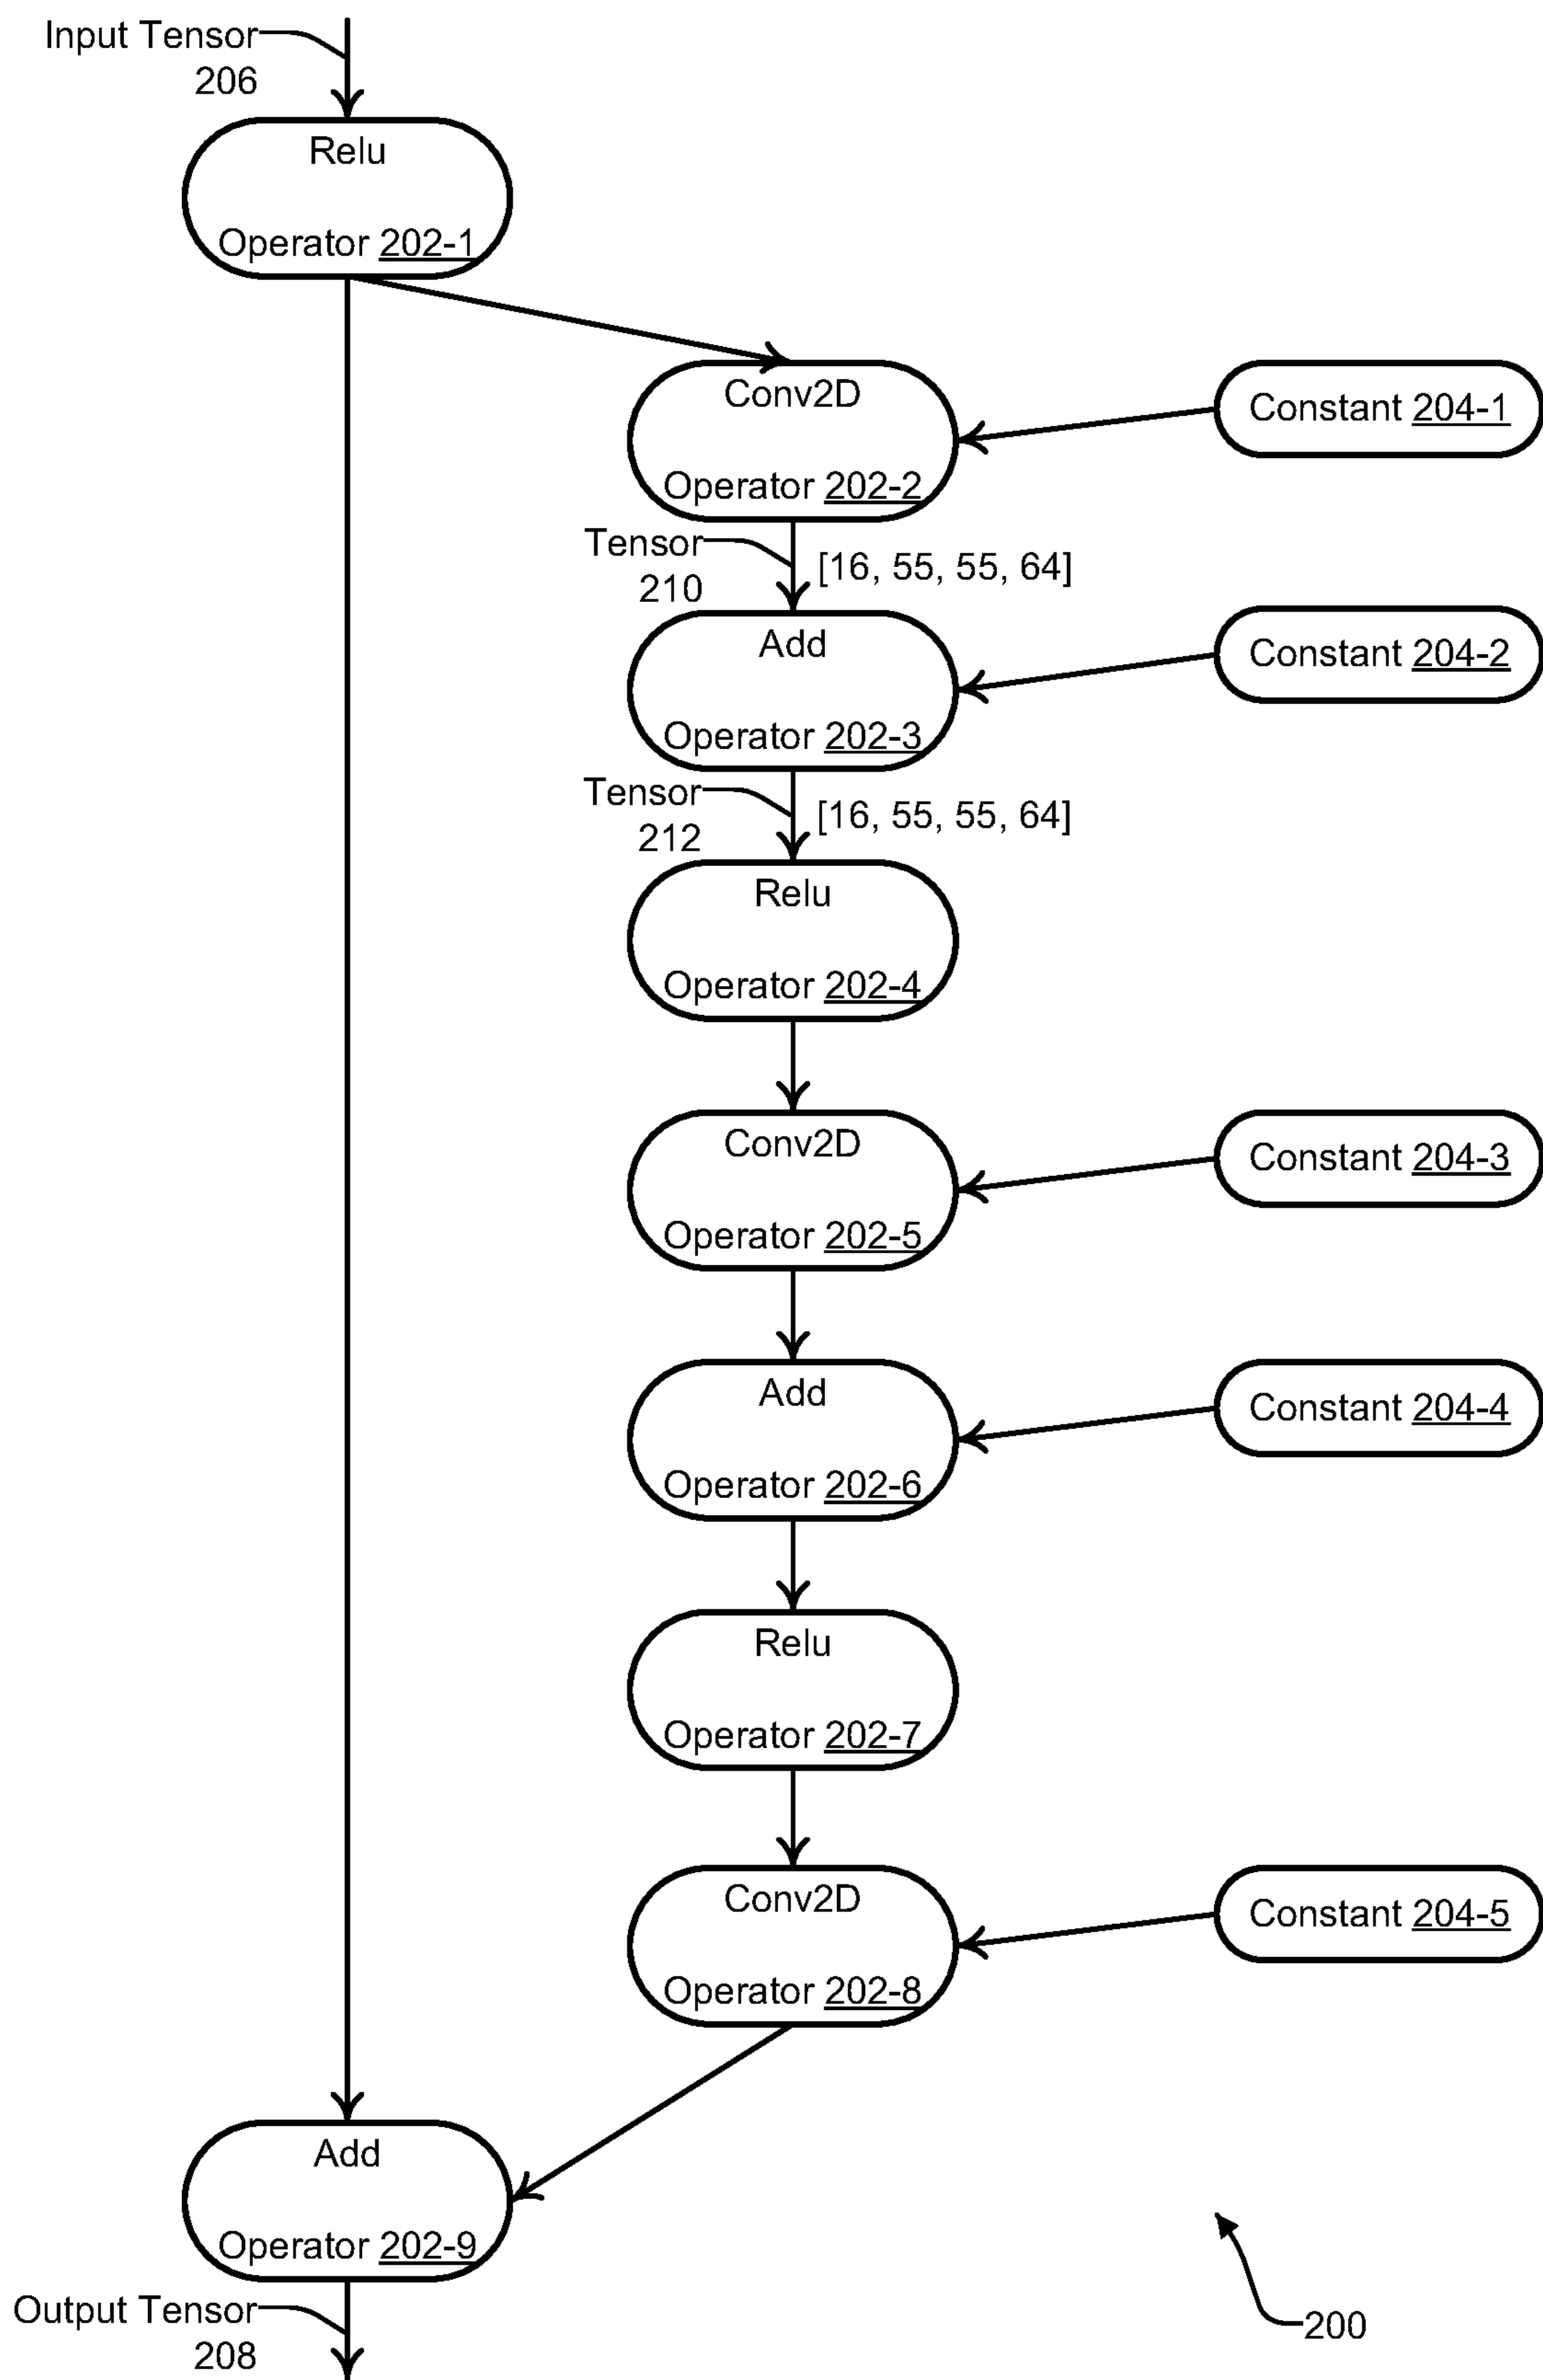 Input Tensor
206
Relu
Operator 202-1
Conv2D
Operator 202-2
Constant 204-1
Tensor
210
[16, 55, 55, 64]
Add
Operator 202-3
Constant 204-2
Tensor
212
[16, 55, 55, 64]
Relu
Operator 202-4
Conv2D
Operator 202-5
Constant 204-3
Add
Operator 202-6
Constant 204-4
Relu
Operator 202-7
Conv2D
Operator 202-8
Constant 204-5
Add
Operator 202-9
Output Tensor
208
200